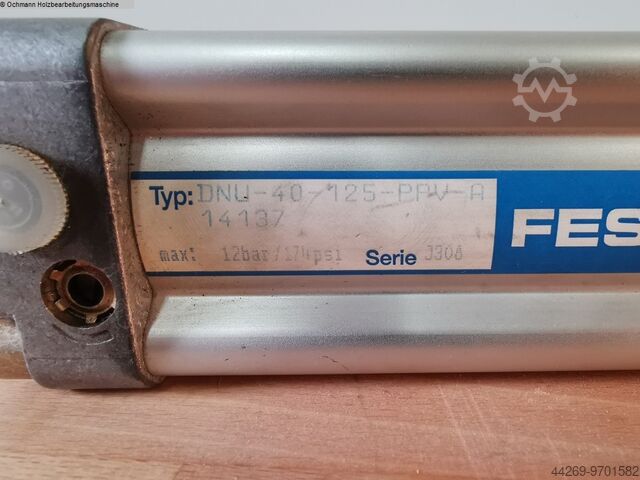 © Ochmann Holzbearbeitungsmaschine
Typ: DNU-40-125-PPV-A
14137
max: 12bar/174psi Serie J308
FES
44269-9701582